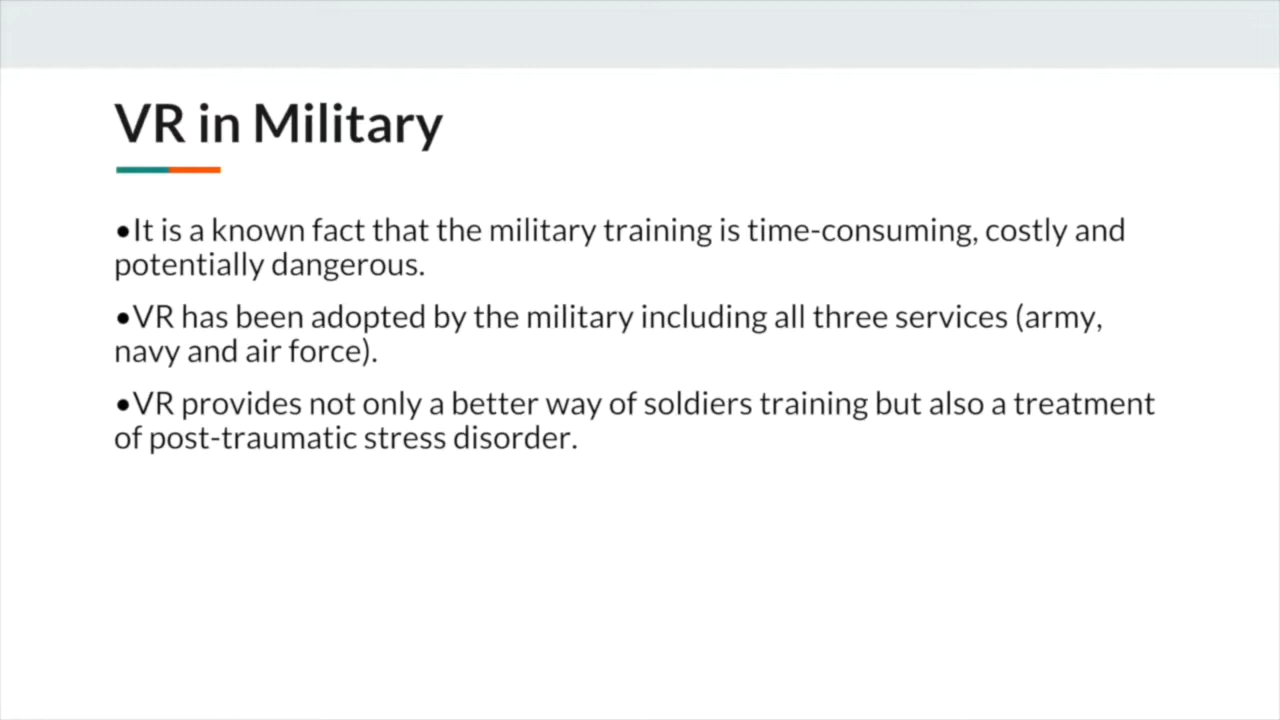 VR in Military
•It is a known fact that the military training is time-consuming, costly and
potentially dangerous.
•VR has been adopted by the military including all three services (army,
navy and air force).
•VR provides not only a better way of soldiers training but also a treatment
of post-traumatic stress disorder.